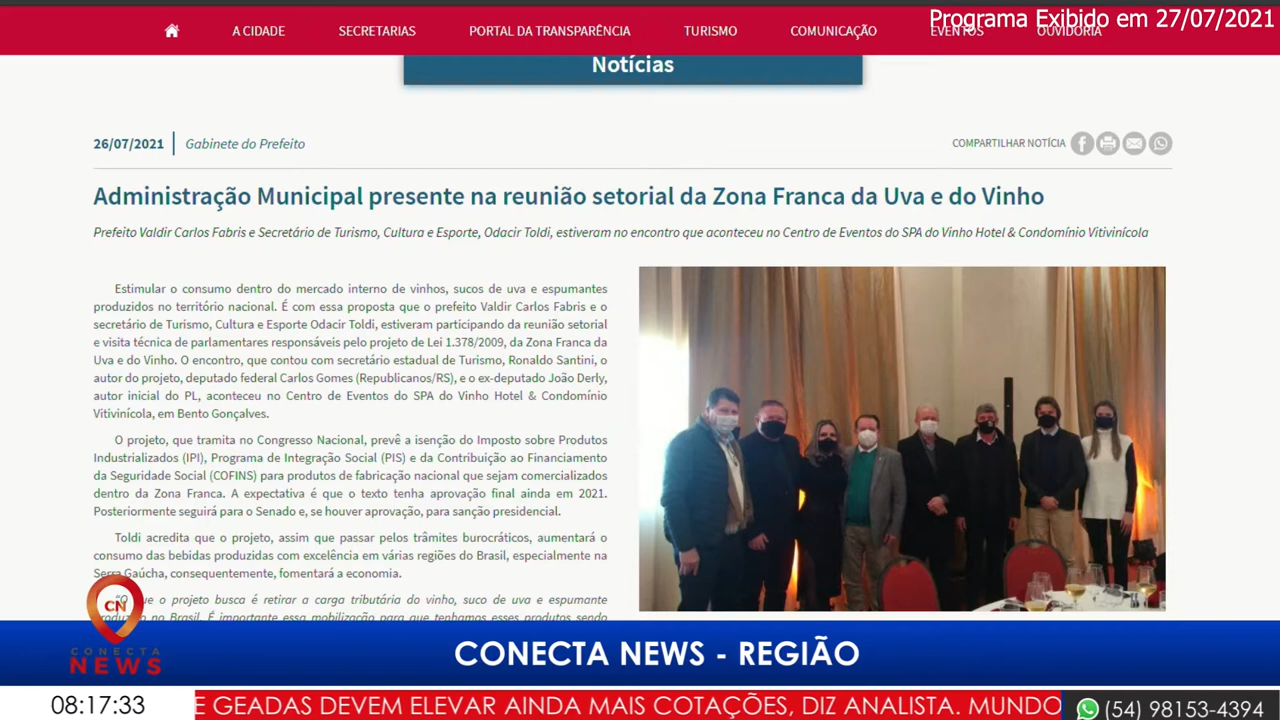 Programa Exibido em 27/07/2021
A CIDADE SECRETARIAS PORTAL DA TRANSPARÊNCIA TURISMO COMUNICAÇÃO EVENTOS OUVIDORIA
Notícias
26/07/2021 Gabinete do Prefeito COMPARTILHAR NOTÍCIA
Administração Municipal presente na reunião setorial da Zona Franca da Uva e do Vinho
Prefeito Valdir Carlos Fabris e Secretário de Turismo, Cultura e Esporte, Odacir Toldi, estiveram no encontro que aconteceu no Centro de Eventos do SPA do Vinho Hotel & Condomínio Vitivinícola
Estimular o consumo dentro do mercado interno de vinhos, sucos de uva e espumantes
produzidos no território nacional. É com essa proposta que o prefeito Valdir Carlos Fabris e o
secretário de Turismo, Cultura e Esporte Odacir Toldi, estiveram participando da reunião setorial
e visita técnica de parlamentares responsáveis pelo projeto de Lei 1.378/2009, da Zona Franca da
Uva e do Vinho. O encontro, que contou com secretário estadual de Turismo, Ronaldo Santini, o
autor do projeto, deputado federal Carlos Gomes (Republicanos/RS), e o ex-deputado João Derly,
autor inicial do PL, aconteceu no Centro de Eventos do SPA do Vinho Hotel & Condomínio
Vitivinícola, em Bento Gonçalves.
O projeto, que tramita no Congresso Nacional, prevê a isenção do Imposto sobre Produtos
Industrializados (IPI), Programa de Integração Social (PIS) e da Contribuição ao Financiamento
da Seguridade Social (COFINS) para produtos de fabricação nacional que sejam comercializados
dentro da Zona Franca. A expectativa é que o texto tenha aprovação final ainda em 2021.
Posteriormente seguirá para o Senado e, se houver aprovação, para sanção presidencial.
Toldi acredita que o projeto, assim que passar pelos trâmites burocráticos, aumentará o
consumo das bebidas produzidas com excelência em várias regiões do Brasil, especialmente na
Serra Gaúcha, consequentemente, fomentará a economia.
"O que o projeto busca é retirar a carga tributária do vinho, suco de uva e espumante
produzido no Brasil. É importante essa mobilização para que tenhamos esses produtos sendo
CN
CONECTA
NEWS
CONECTA NEWS - REGIÃO
08:17:33 E GEADAS DEVEM ELEVAR AINDA MAIS COTAÇÕES, DIZ ANALISTA. MUNDO (54) 98153-4394